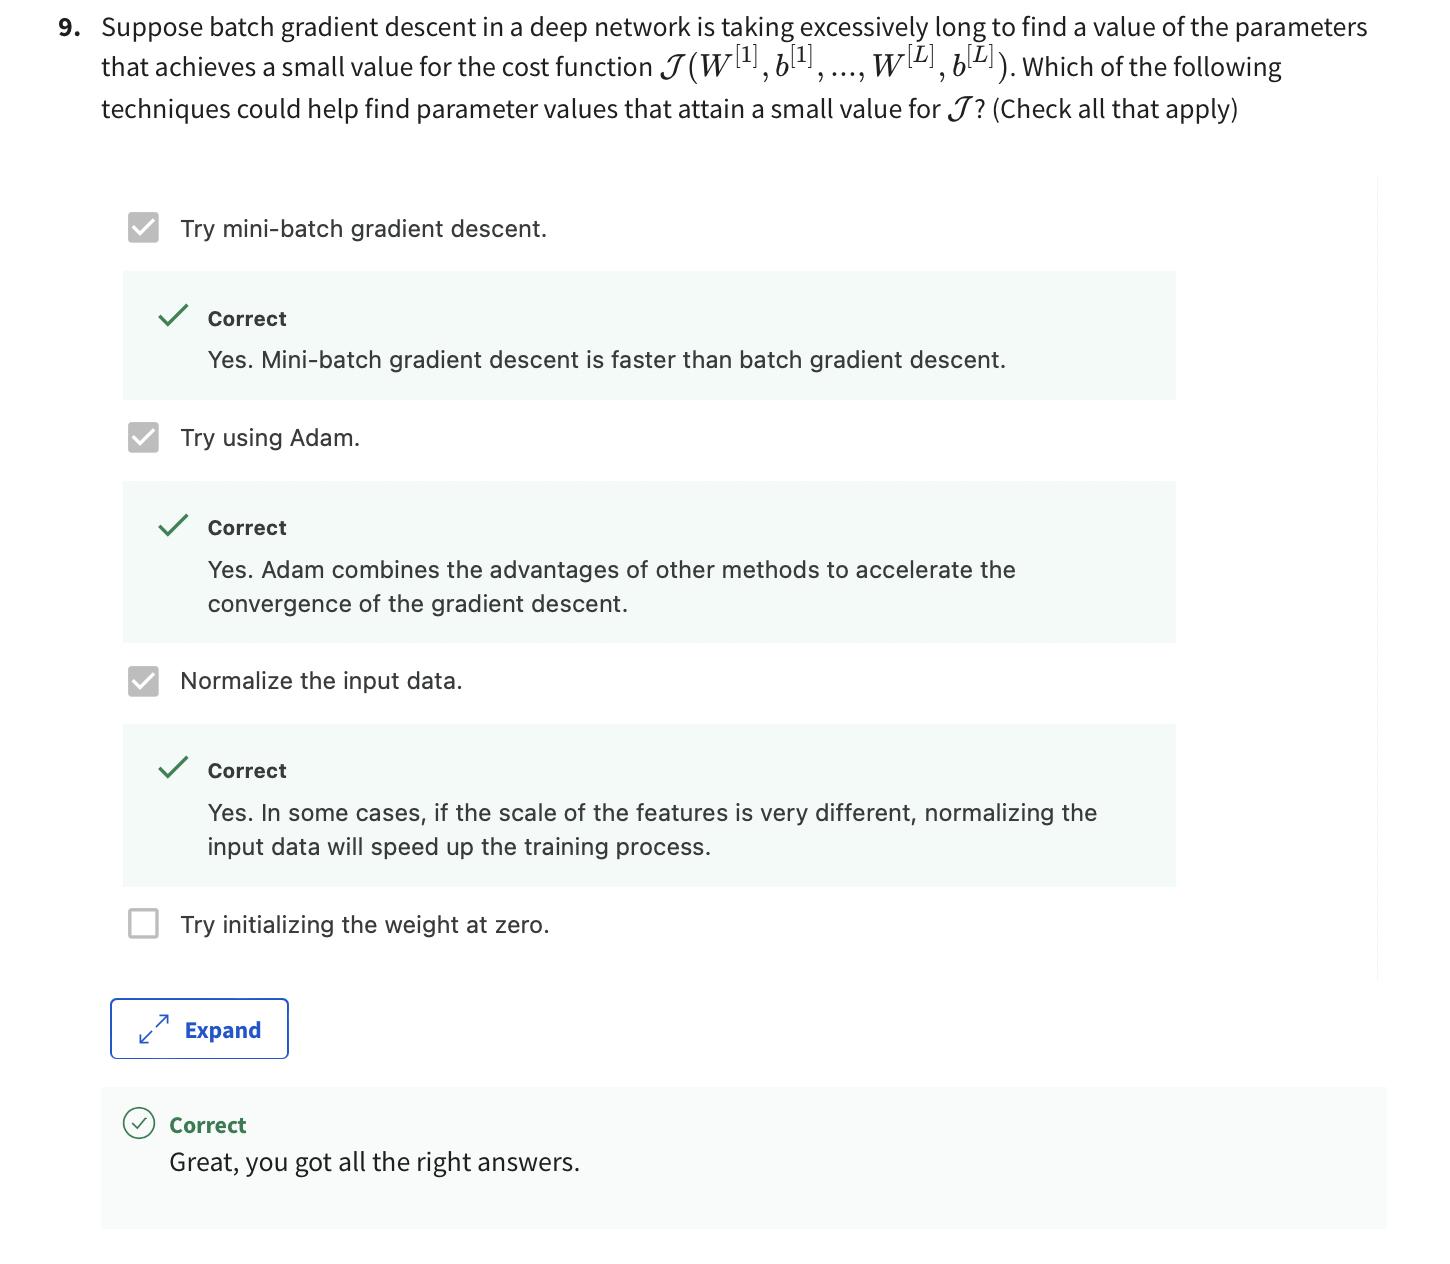 9. Suppose batch gradient descent in a deep network is taking excessively long to find a value of the parameters
that achieves a small value for the cost function 𝒥(W^[1], b^[1], ..., W^[L], b^[L]). Which of the following
techniques could help find parameter values that attain a small value for 𝒥? (Check all that apply)
Try mini-batch gradient descent.
Correct
Yes. Mini-batch gradient descent is faster than batch gradient descent.
Try using Adam.
Correct
Yes. Adam combines the advantages of other methods to accelerate the
convergence of the gradient descent.
Normalize the input data.
Correct
Yes. In some cases, if the scale of the features is very different, normalizing the
input data will speed up the training process.
Try initializing the weight at zero.
Expand
Correct
Great, you got all the right answers.